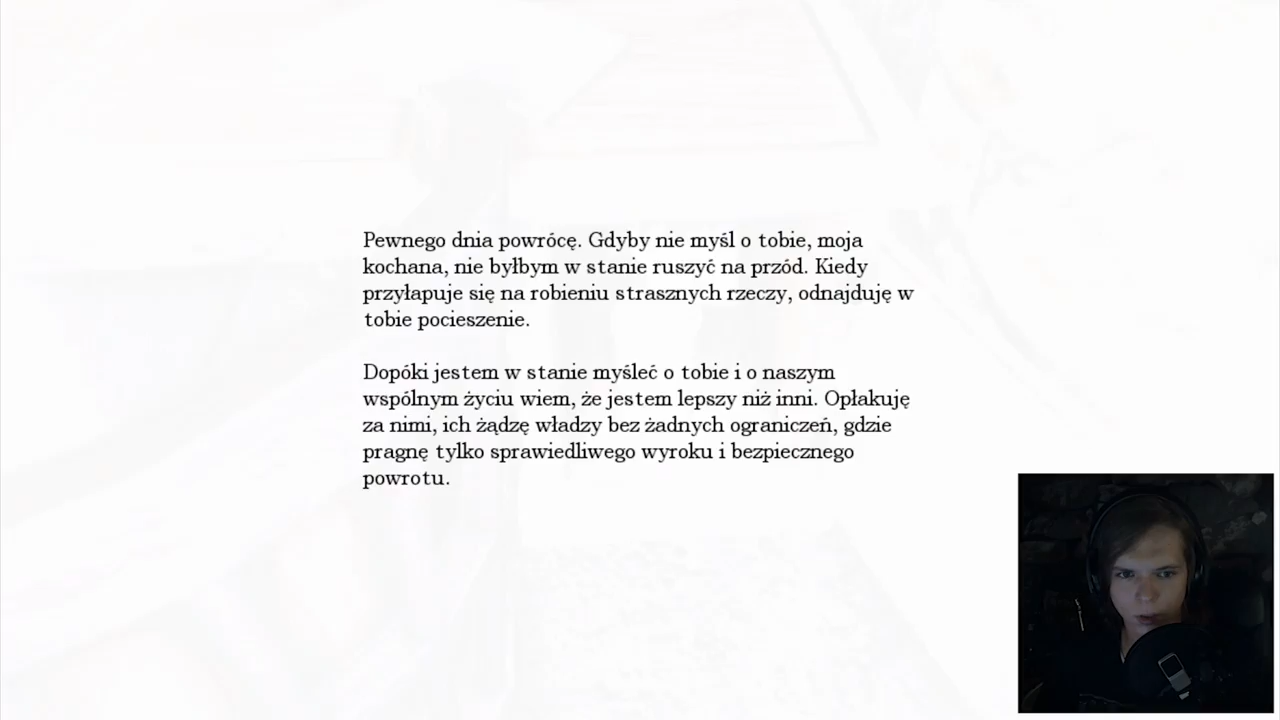 Pewnego dnia powrócę. Gdyby nie myśl o tobie, moja
kochana, nie byłbym w stanie ruszyć na przód. Kiedy
przyłapuje się na robieniu strasznych rzeczy, odnajduję w
tobie pocieszenie.
Dopóki jestem w stanie myśleć o tobie i o naszym
wspólnym życiu wiem, że jestem lepszy niż inni. Opłakuję
za nimi, ich żądzę władzy bez żadnych ograniczeń, gdzie
pragnę tylko sprawiedliwego wyroku i bezpiecznego
powrotu.